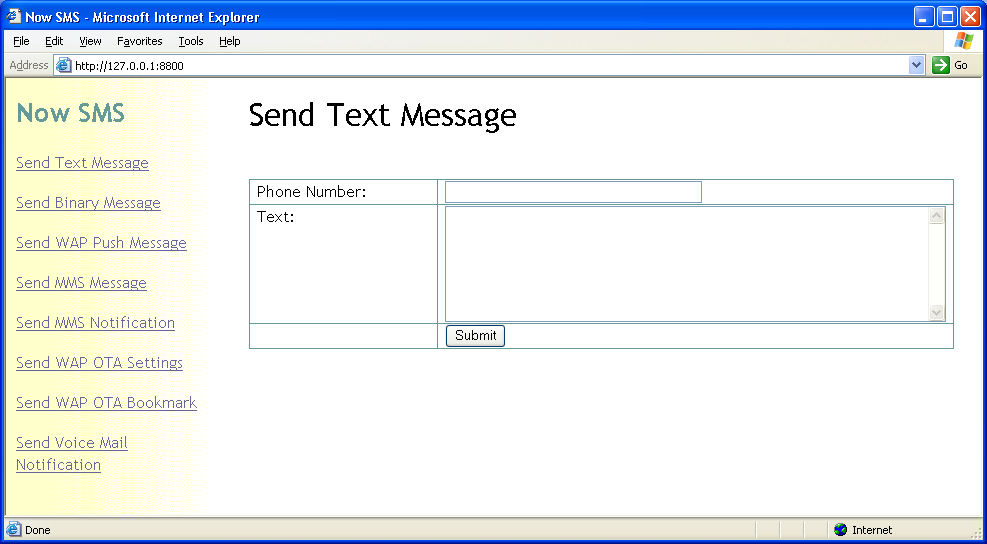 Now SMS - Microsoft Internet Explorer
File Edit View Favorites Tools Help
Address http://127.0.0.1:8800 Go
Now SMS
Send Text Message
Send Binary Message
Send WAP Push Message
Send MMS Message
Send MMS Notification
Send WAP OTA Settings
Send WAP OTA Bookmark
Send Voice Mail
Notification
Send Text Message
Phone Number:
Text:
Submit
Done Internet